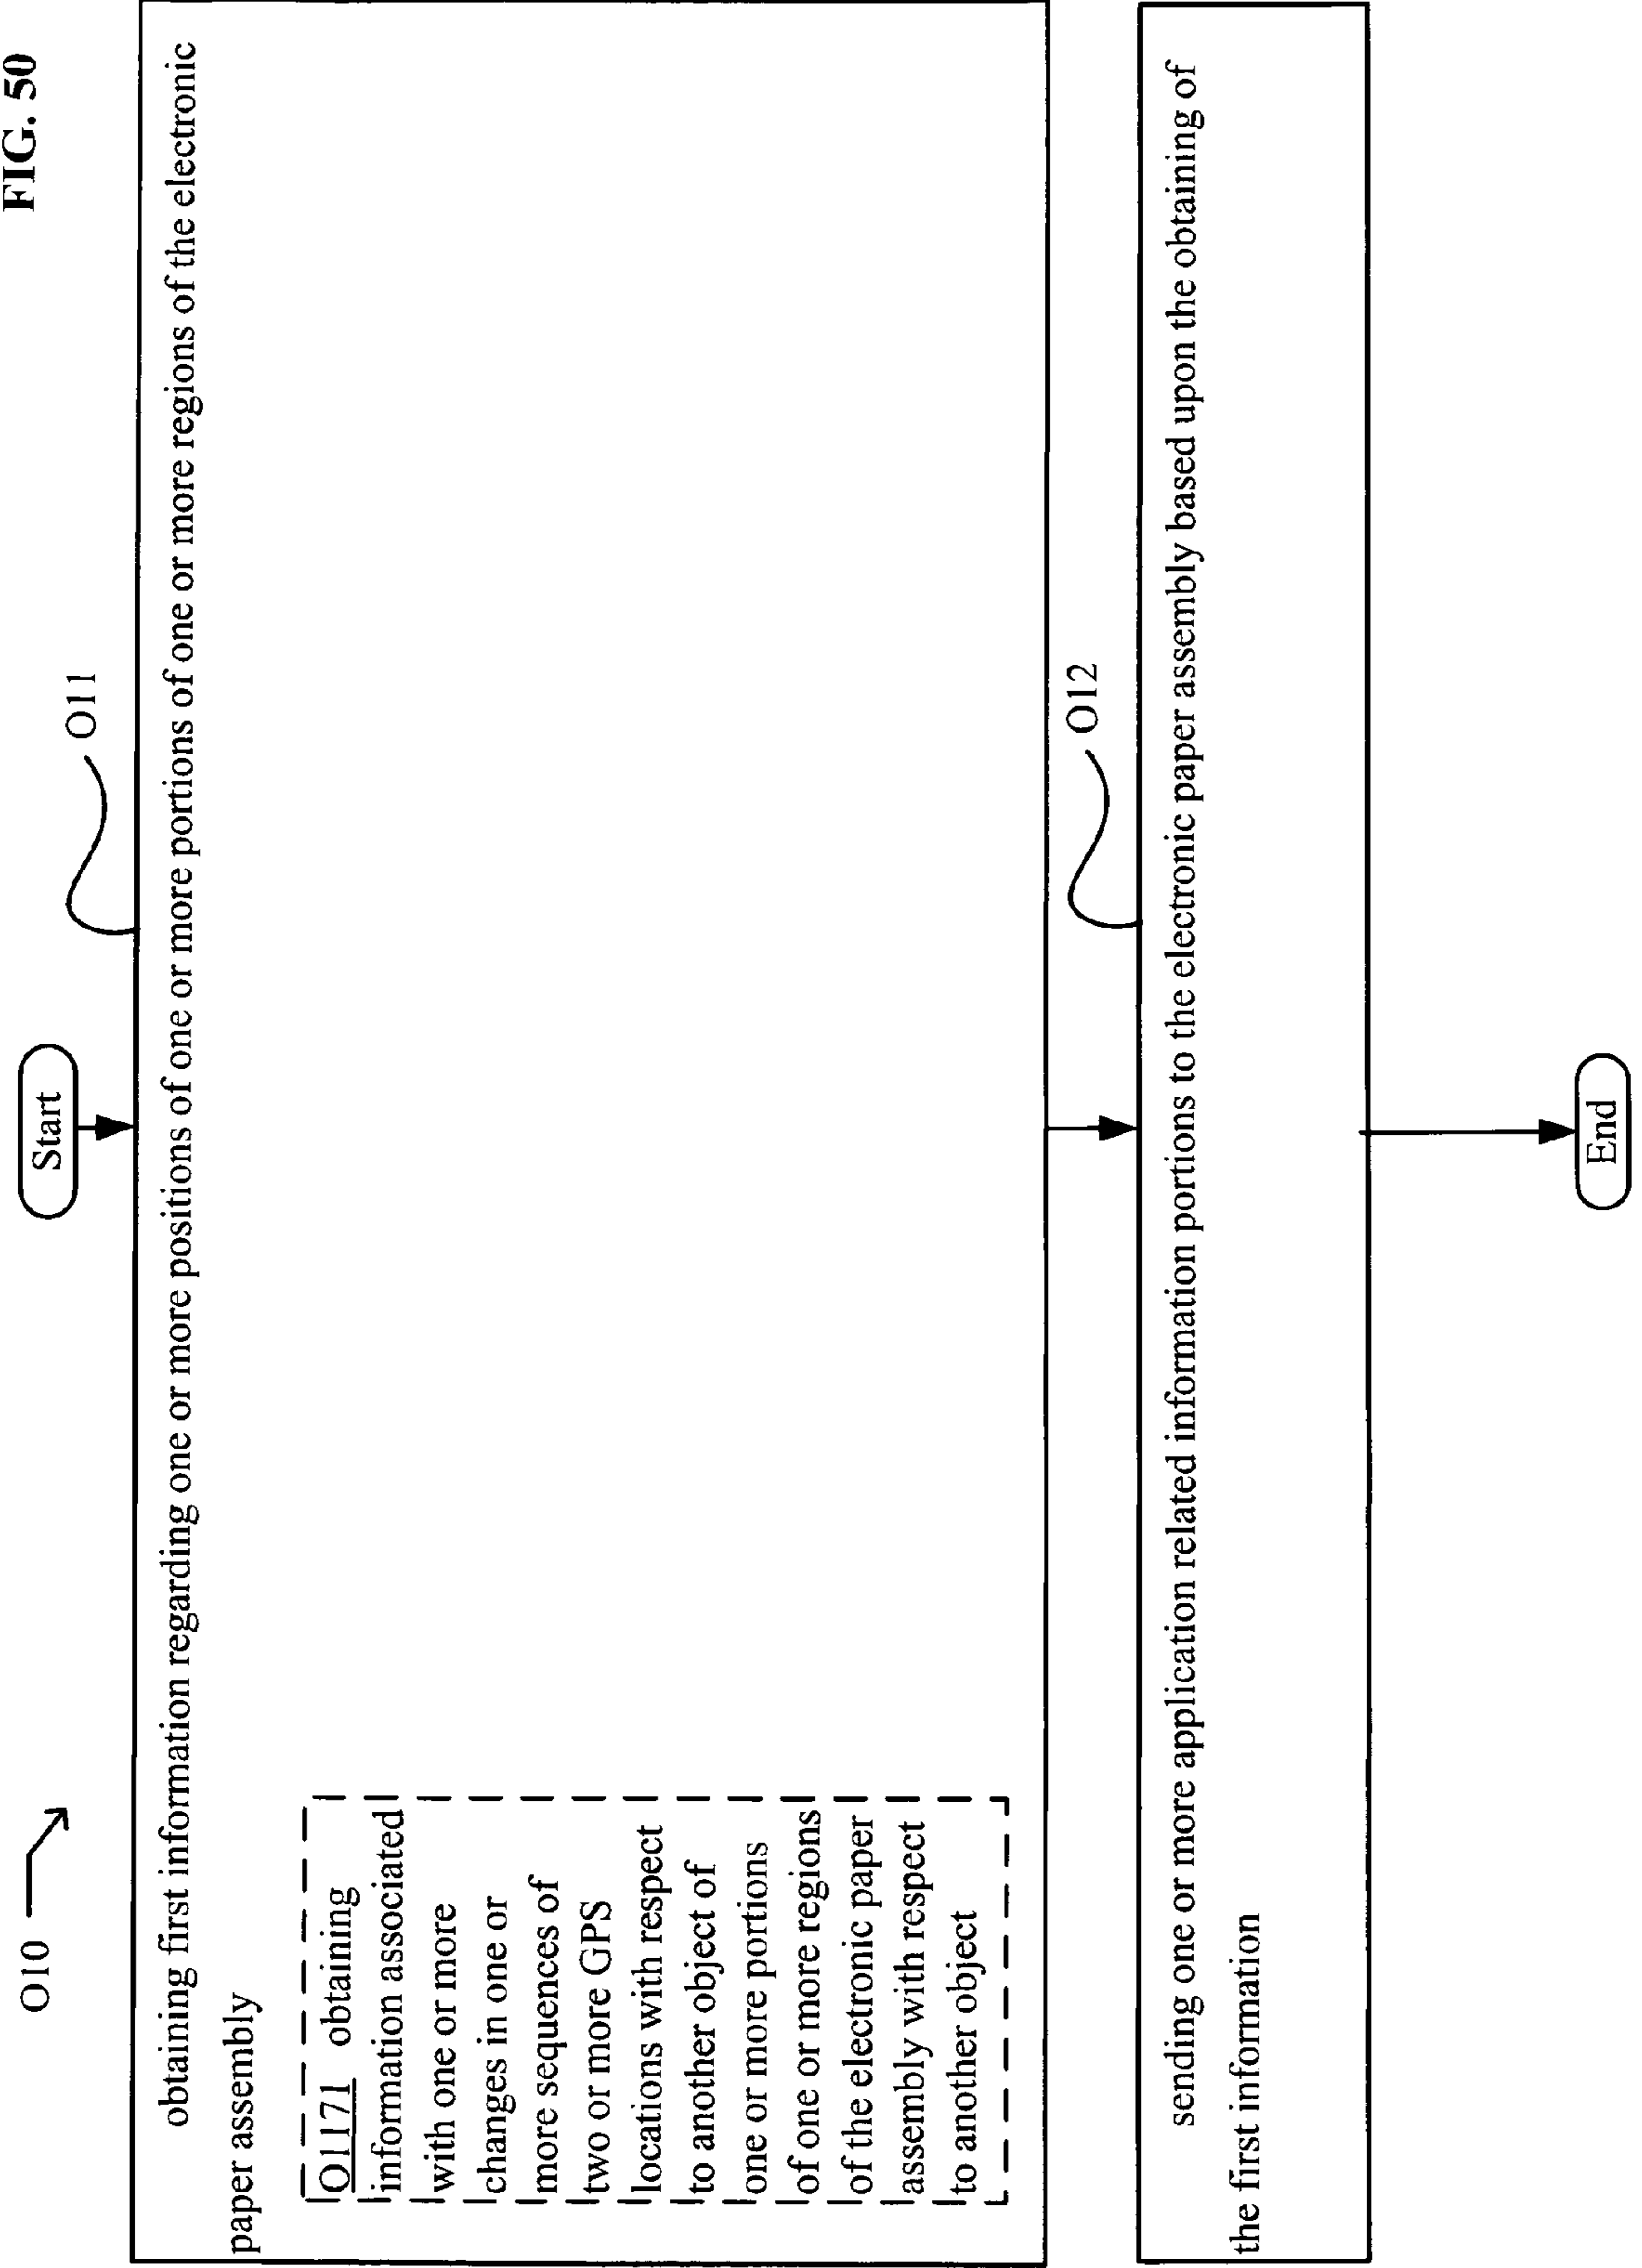 FIG. 50
O10
Start
O11
obtaining first information regarding one or more positions of one or more portions of one or more regions of the electronic
paper assembly
O1171 obtaining
information associated
with one or more
changes in one or
more sequences of
two or more GPS
locations with respect
to another object of
one or more portions
of one or more regions
of the electronic paper
assembly with respect
to another object
O12
sending one or more application related information portions to the electronic paper assembly based upon the obtaining of
the first information
End